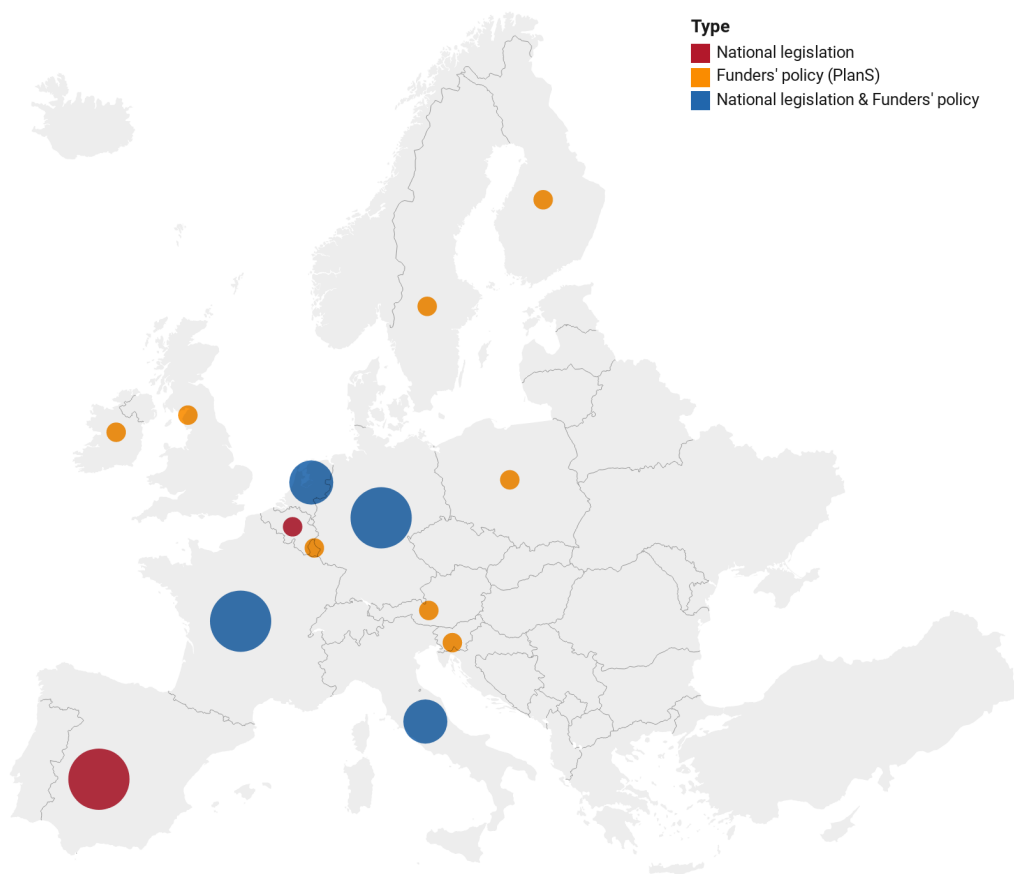 Type
National legislation
Funders' policy (PlanS)
National legislation & Funders' policy